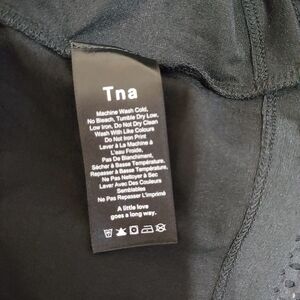 Tna
Machine Wash Cold,
No Bleach, Tumble Dry Low,
Low Iron, Do Not Dry Clean
Wash With Like Colours
Do Not Iron Print
Laver À La Machine À
L'eau Froide,
Pas De Blanchiment,
Sécher À Basse Température,
Repasser À Basse Température,
Ne Pas Nettoyer À Sec
Laver Avec Des Couleurs
Semblables
Ne Pas Repasser L'imprimé
A little love
goes a long way.